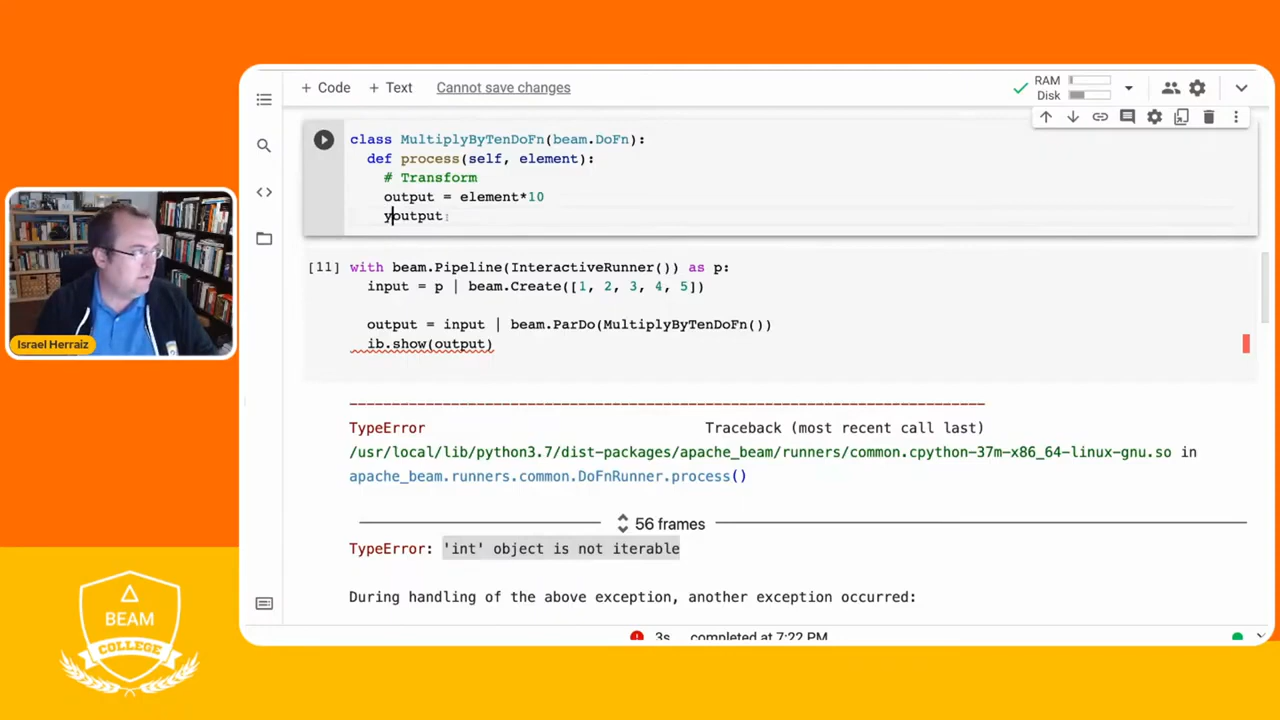 + Code + Text Cannot save changes
RAM
Disk
class MultiplyByTenDoFn(beam.DoFn):
def process(self, element):
# Transform
output = element*10
youtput
[11] with beam.Pipeline(InteractiveRunner()) as p:
input = p | beam.Create([1, 2, 3, 4, 5])
output = input | beam.ParDo(MultiplyByTenDoFn())
ib.show(output)
TypeError Traceback (most recent call last)
/usr/local/lib/python3.7/dist-packages/apache_beam/runners/common.cpython-37m-x86_64-linux-gnu.so in
apache_beam.runners.common.DoFnRunner.process()
56 frames
TypeError: 'int' object is not iterable
During handling of the above exception, another exception occurred:
3s completed at 7:22 PM
Israel Herraiz
BEAM
COLLEGE